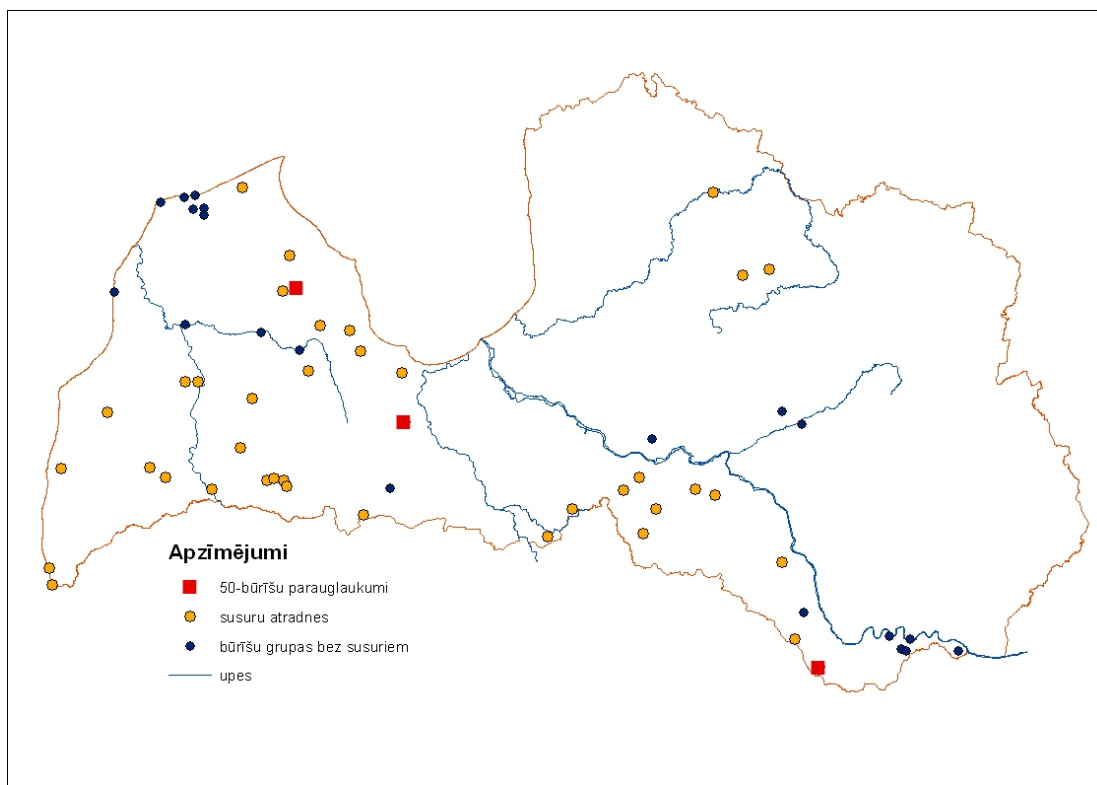 Apzīmējumi
50-būrīšu parauglaukumi
susuru atradnes
būrīšu grupas bez susuriem
upes